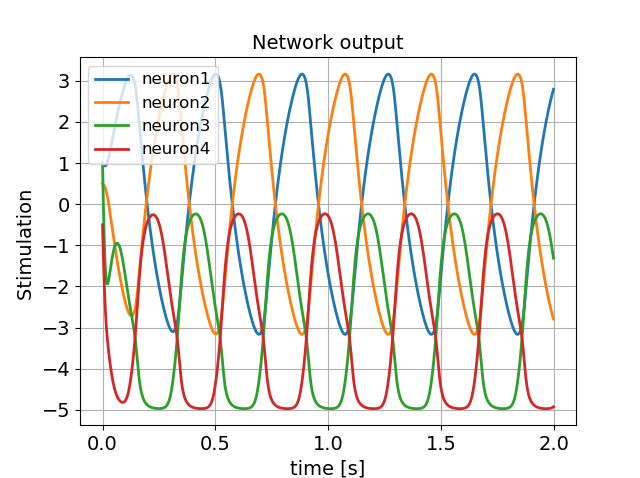 Network output
neuron1
neuron2
neuron3
neuron4
3
2
1
0
−1
−2
−3
−4
−5
Stimulation
0.0 0.5 1.0 1.5 2.0
time [s]